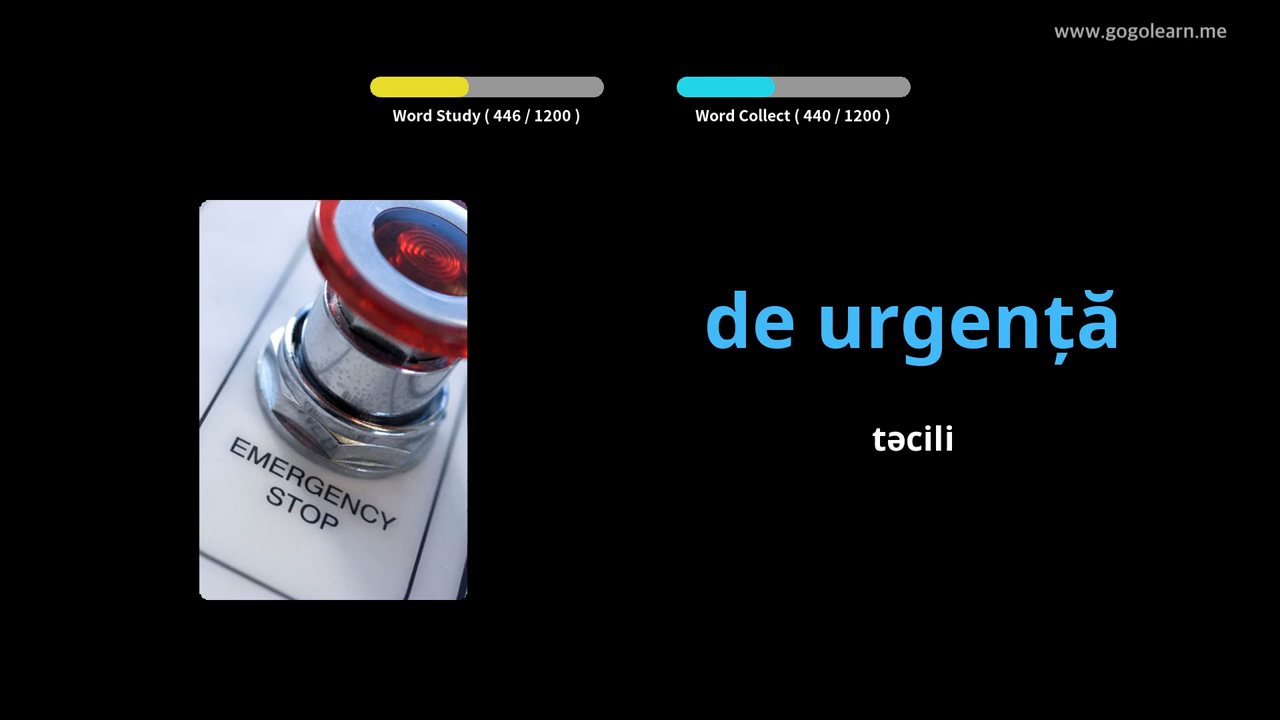 www.gogolearn.me
Word Study ( 446 / 1200 )
Word Collect ( 440 / 1200 )
de urgență
təcili
EMERGENCY
STOP